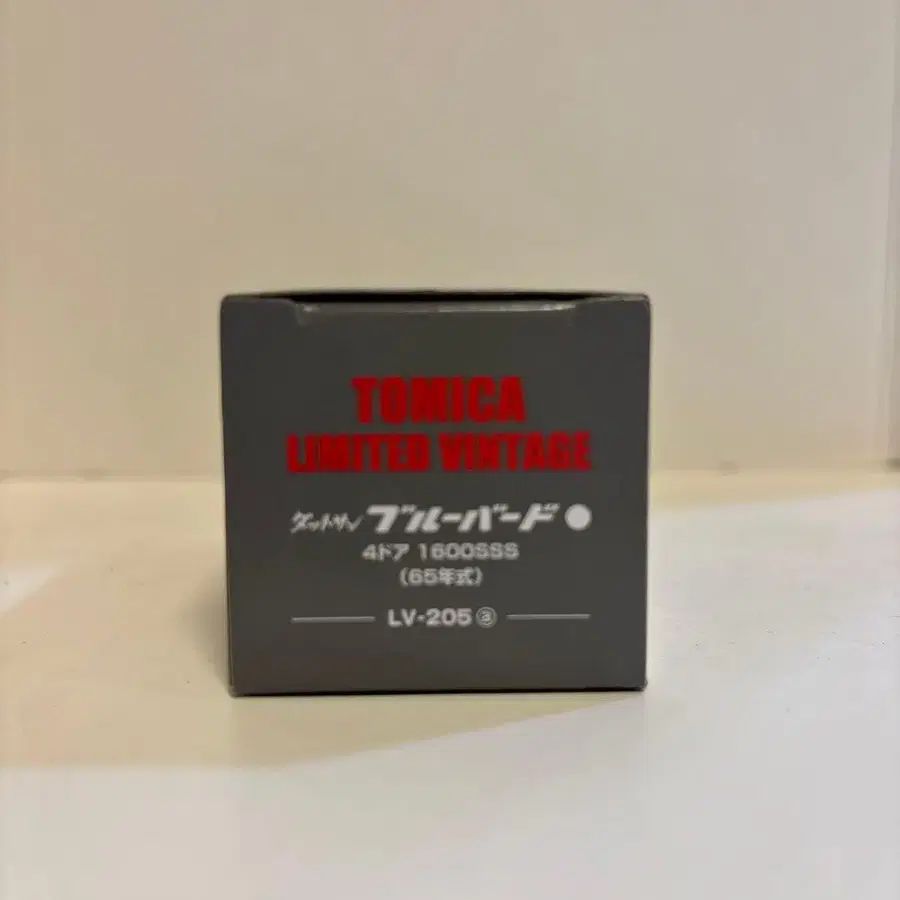 TOMICA
LIMITED VINTAGE
ダットサン ブルーバード
4ドア 1600SSS
（65年式）
LV-205 ⓐ